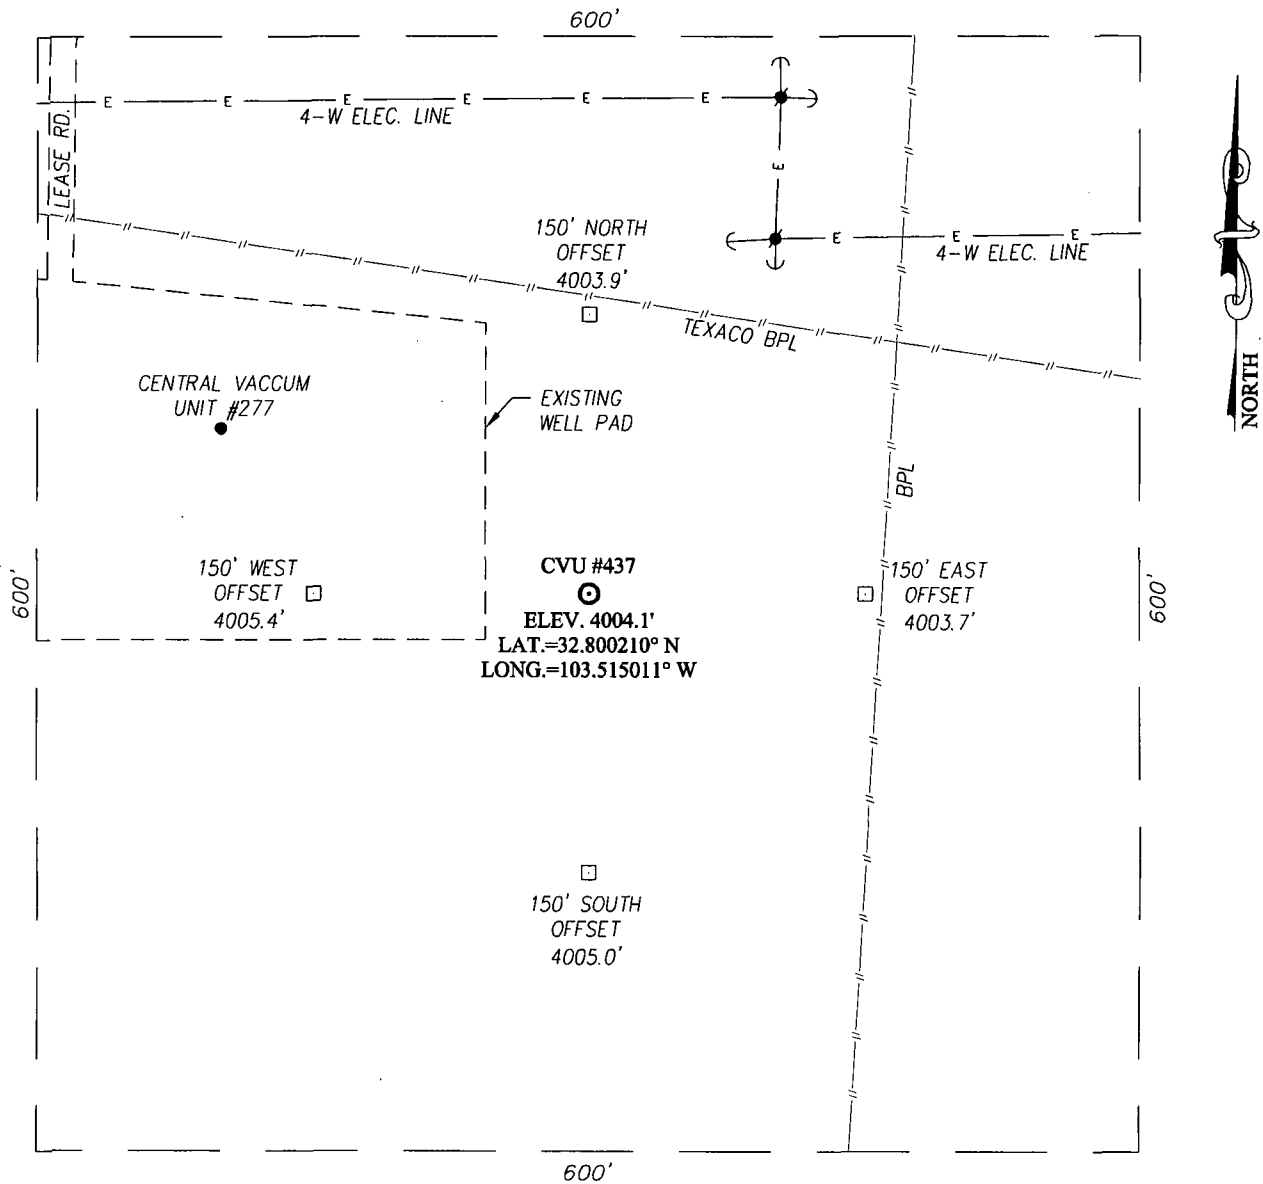 600'
E E E E E E
4-W ELEC. LINE
LEASE RD.
E
150' NORTH
OFFSET
4003.9'
E E E
4-W ELEC. LINE
TEXACO BPL
NORTH
CENTRAL VACCUM
UNIT #277
EXISTING
WELL PAD
BPL
600'
150' WEST
OFFSET
4005.4'
CVU #437
ELEV. 4004.1'
LAT.=32.800210° N
LONG.=103.515011° W
150' EAST
OFFSET
4003.7'
600'
150' SOUTH
OFFSET
4005.0'
600'